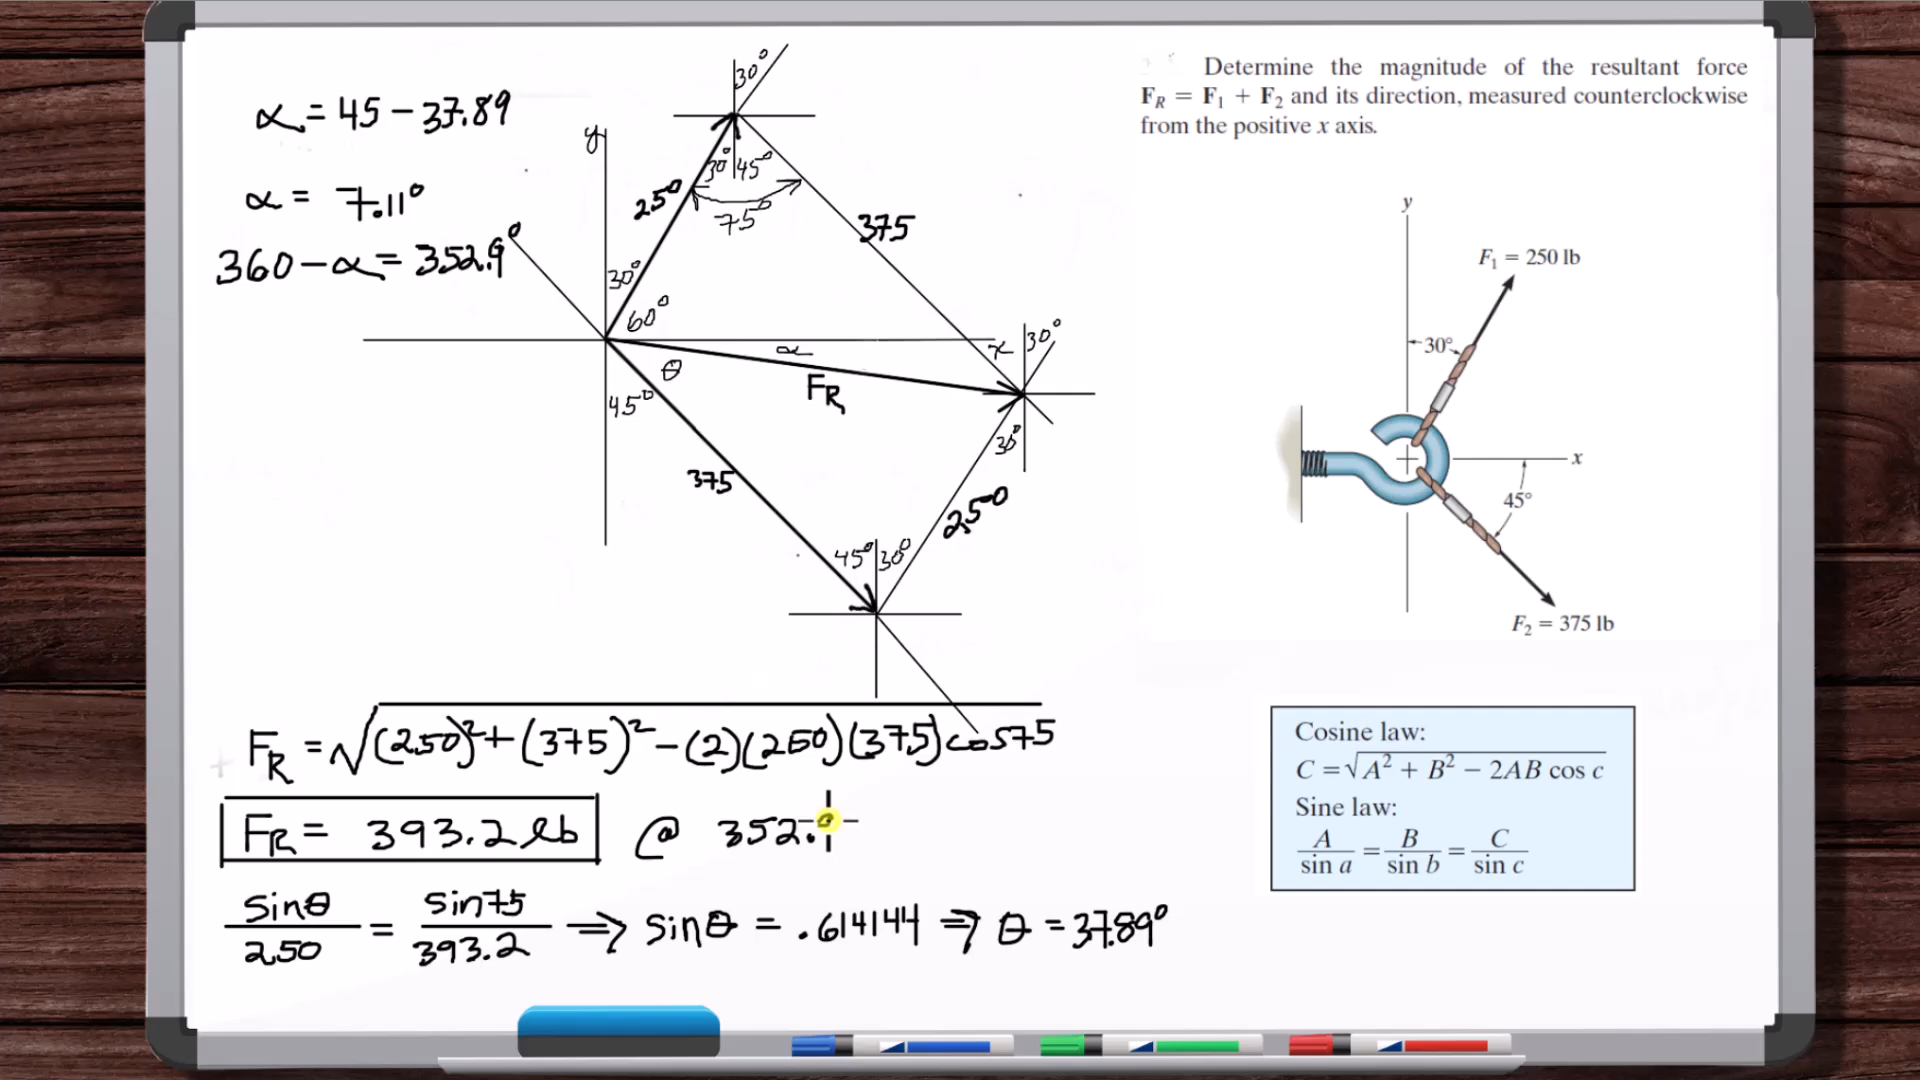 α = 45 - 37.89
α = 7.11°
360 - α = 352.9°
y
30°
30° 45°
75°
250
375
30°
60°
α
x
30°
θ
F_R
45°
375
30°
250
45° 30°
F_R = √(250)² + (375)² - (2)(250)(375) cos75
F_R = 393.2 lb @ 352.9
sinθ/250 = sin75/393.2 ⇒ sinθ = .614144 ⇒ θ = 37.89°
Determine the magnitude of the resultant force
F_R = F₁ + F₂ and its direction, measured counterclockwise
from the positive x axis.
y
F₁ = 250 lb
30°
x
45°
F₂ = 375 lb
Cosine law:
C = √A² + B² − 2AB cos c
Sine law:
A/sin a = B/sin b = C/sin c